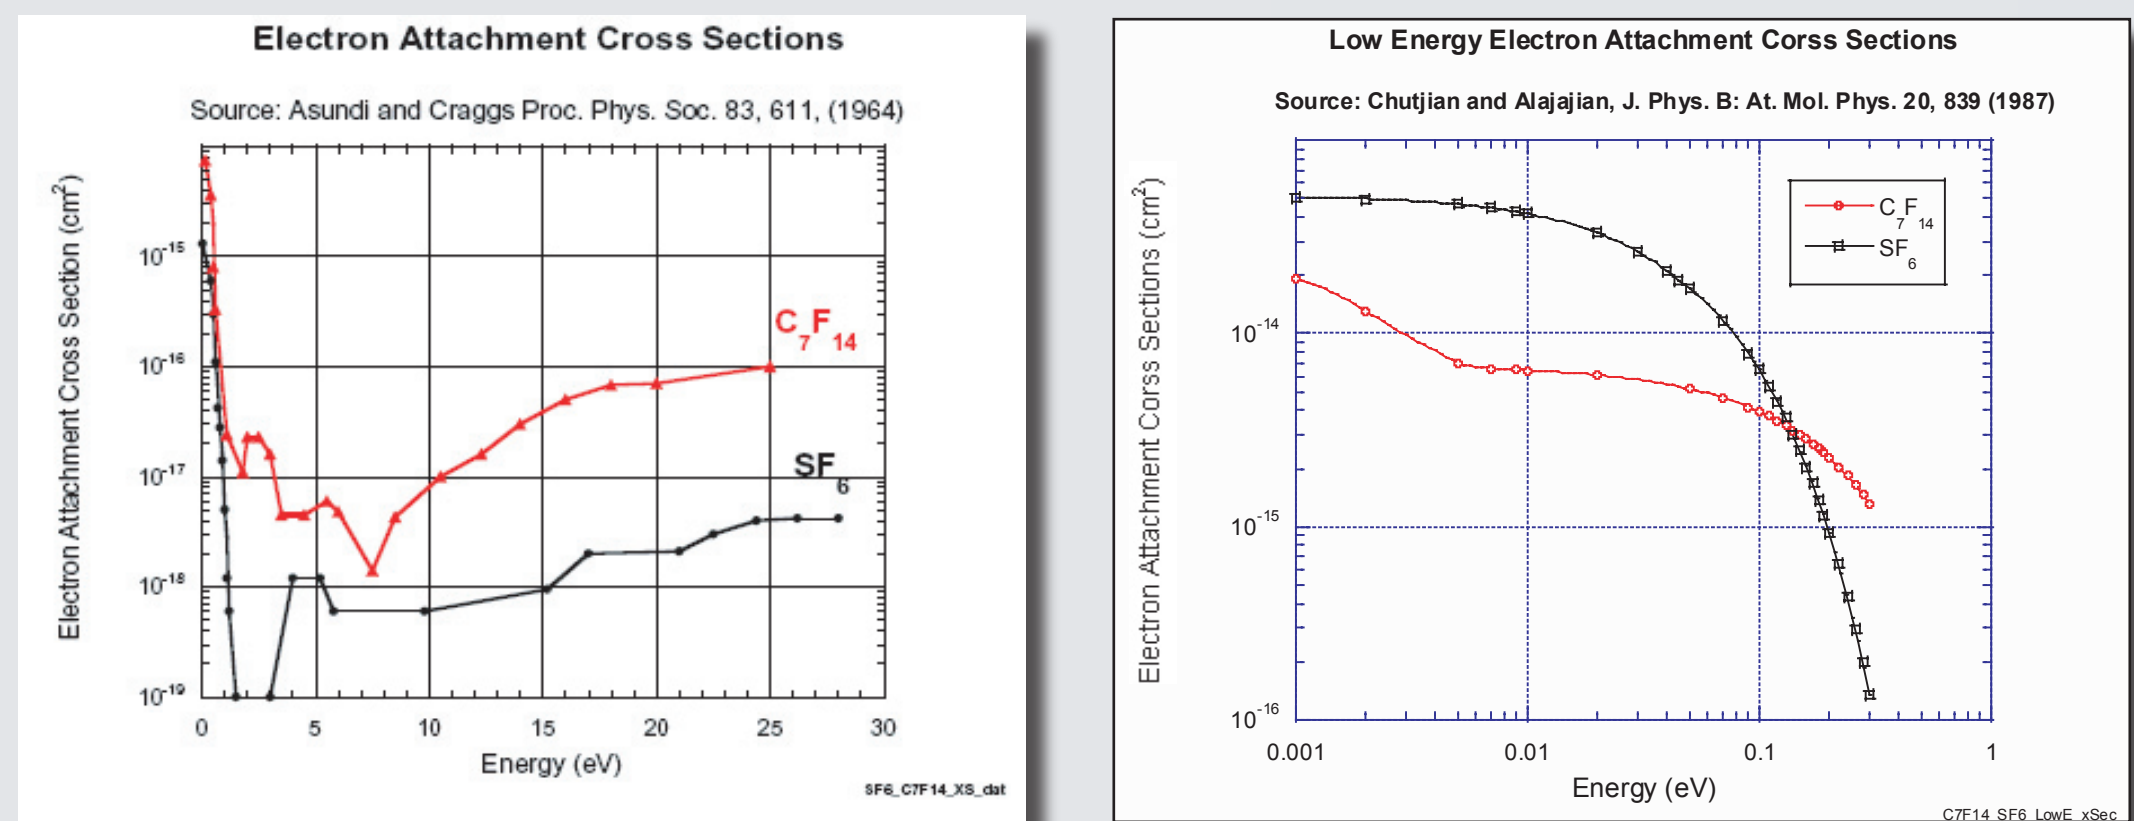 Electron Attachment Cross Sections
Source: Asundi and Craggs Proc. Phys. Soc. 83, 611, (1964)
Electron Attachment Cross Section (cm²)
10⁻¹⁵
10⁻¹⁶
10⁻¹⁷
10⁻¹⁸
10⁻¹⁹
C₇F₁₄
SF₆
0 5 10 15 20 25 30
Energy (eV)
SF6_C7F14_XS_dat
Low Energy Electron Attachment Corss Sections
Source: Chutjian and Alajajian, J. Phys. B: At. Mol. Phys. 20, 839 (1987)
Electron Attachment Corss Sections (cm²)
10⁻¹⁴
10⁻¹⁵
10⁻¹⁶
C₇F₁₄
SF₆
0.001 0.01 0.1 1
Energy (eV)
C7F14_SF6_LowE_xSec